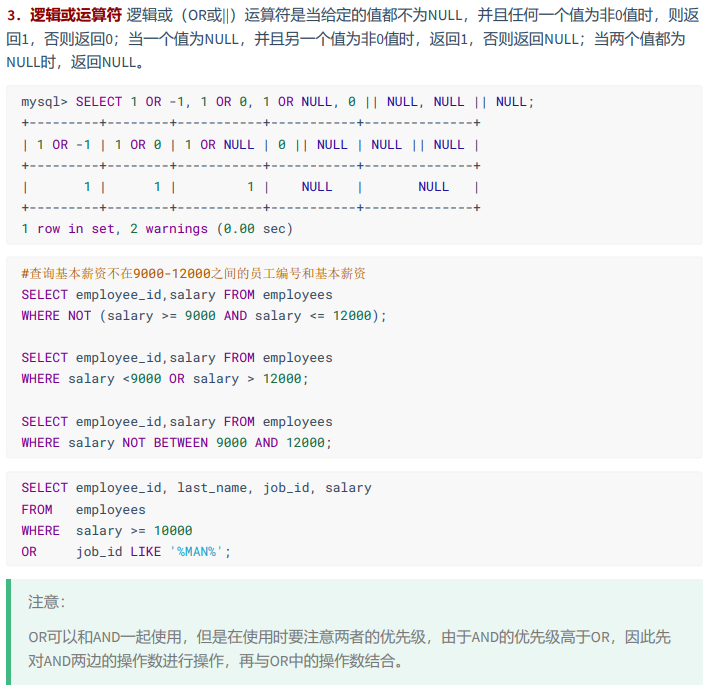 3. 逻辑或运算符 逻辑或（OR或||）运算符是当给定的值都不为NULL，并且任何一个值为非0值时，则返
回1，否则返回0；当一个值为NULL，并且另一个值为非0值时，返回1，否则返回NULL；当两个值都为
NULL时，返回NULL。
mysql> SELECT 1 OR -1, 1 OR 0, 1 OR NULL, 0 || NULL, NULL || NULL;
+---------+--------+-----------+-----------+--------------+
| 1 OR -1 | 1 OR 0 | 1 OR NULL | 0 || NULL | NULL || NULL |
+---------+--------+-----------+-----------+--------------+
|       1 |      1 |         1 |    NULL   |       NULL   |
+---------+--------+-----------+-----------+--------------+
1 row in set, 2 warnings (0.00 sec)
#查询基本薪资不在9000-12000之间的员工编号和基本薪资
SELECT employee_id,salary FROM employees
WHERE NOT (salary >= 9000 AND salary <= 12000);
SELECT employee_id,salary FROM employees
WHERE salary <9000 OR salary > 12000;
SELECT employee_id,salary FROM employees
WHERE salary NOT BETWEEN 9000 AND 12000;
SELECT employee_id, last_name, job_id, salary
FROM   employees
WHERE  salary >= 10000
OR     job_id LIKE '%MAN%';
注意：
OR可以和AND一起使用，但是在使用时要注意两者的优先级，由于AND的优先级高于OR，因此先
对AND两边的操作数进行操作，再与OR中的操作数结合。